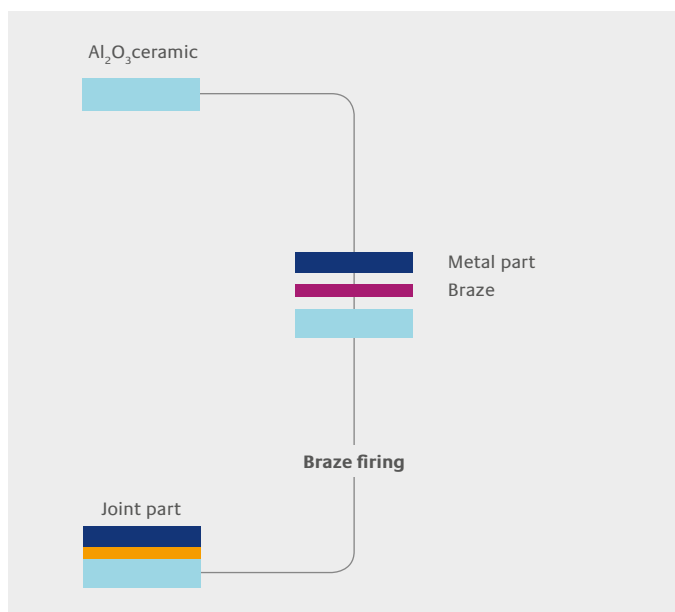 Al₂O₃ceramic
Metal part
Braze
Braze firing
Joint part